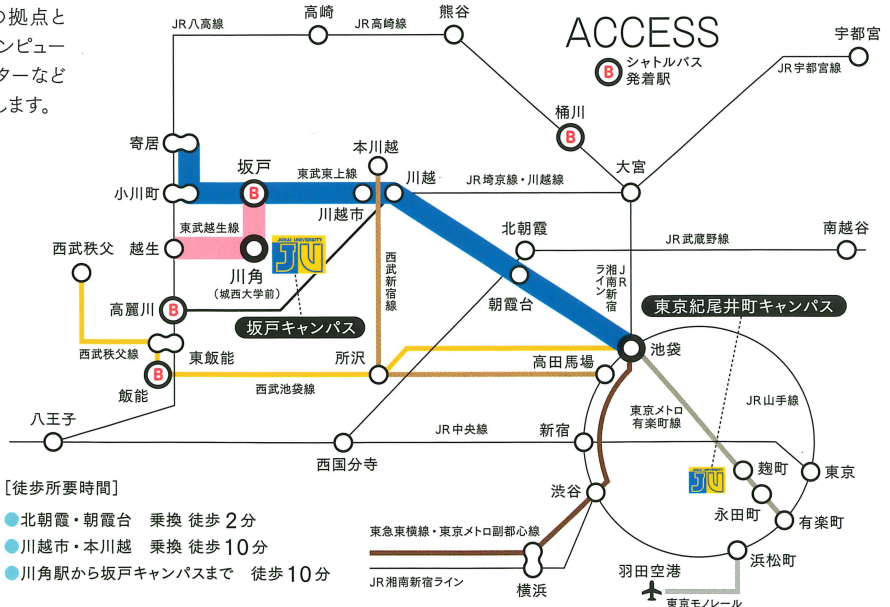 の拠点と
ンピュー
ターなど
します。
ACCESS
B シャトルバス
発着駅
JR八高線
高崎
JR高崎線
熊谷
宇都宮
JR宇都宮線
桶川
B
大宮
寄居
坂戸
B
本川越
東武東上線
川越
JR埼京線・川越線
小川町
川越市
東武越生線
北朝霞
JR武蔵野線
南越谷
西武秩父
越生
川角
(城西大学前)
JOSAI UNIVERSITY
JU
西武新宿線
朝霞台
JR
湘南新宿
ライン
高麗川
B
坂戸キャンパス
東京紀尾井町キャンパス
西武秩父線
東飯能
飯能
B
西武池袋線
所沢
高田馬場
池袋
東京メトロ
有楽町線
JR山手線
八王子
JR中央線
西国分寺
新宿
麹町
東京
JU
永田町
有楽町
渋谷
浜松町
羽田空港
東京モノレール
東急東横線・東京メトロ副都心線
横浜
JR湘南新宿ライン
[徒歩所要時間]
●北朝霞・朝霞台 乗換 徒歩2分
●川越市・本川越 乗換 徒歩10分
●川角駅から坂戸キャンパスまで 徒歩10分